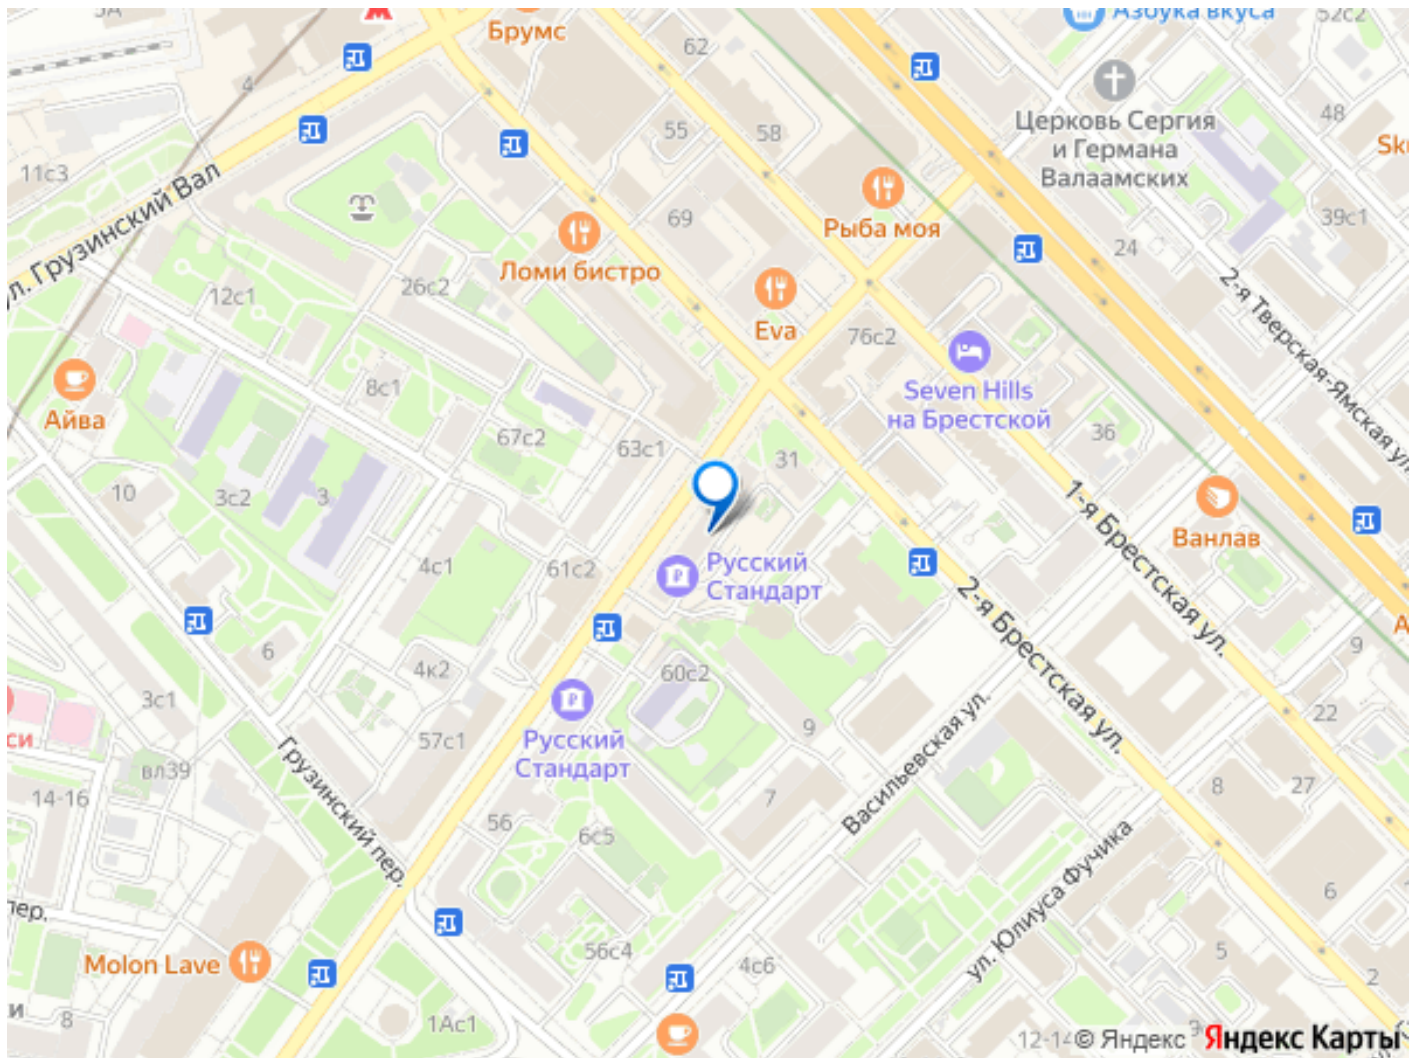 Азбука вкуса
52с2
Брумс
62
4
Церковь Сергия
и Германа
Валаамских
48
55
58
11с3
ул. Грузинский Вал
69
Рыба моя
39с1
24
Ломи бистро
26с2
12с1
Eva
76с2
2-я Тверская-Ямская ул.
8с1
Seven Hills
на Брестской
Айва
67с2
63с1
31
36
10
3с2
3
1-я Брестская ул.
Ванлав
4с1
61с2
Русский
Стандарт
2-я Брестская ул.
6
4к2
60с2
9
3с1
57с1
Русский
Стандарт
9
22
си
вл39
14-16
Грузинский пер.
7
Васильевская ул.
8
27
56
6с5
ул. Юлиуса Фучика
6
пер.
Molon Lave
56с4
4с6
5
2
и
8
1Ас1
12-14
© Яндекс
Яндекс Карты